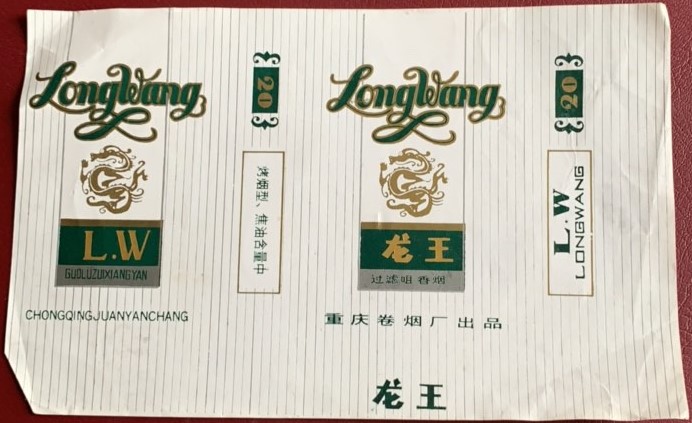 LongWang
L.W
GUOLUZUIXIANGYAN
CHONGQINGJUANYANCHANG
20
烤烟型、焦油含量中
LongWang
龙王
过滤咀香烟
重庆卷烟厂出品
龙王
20
L.W
LONGWANG